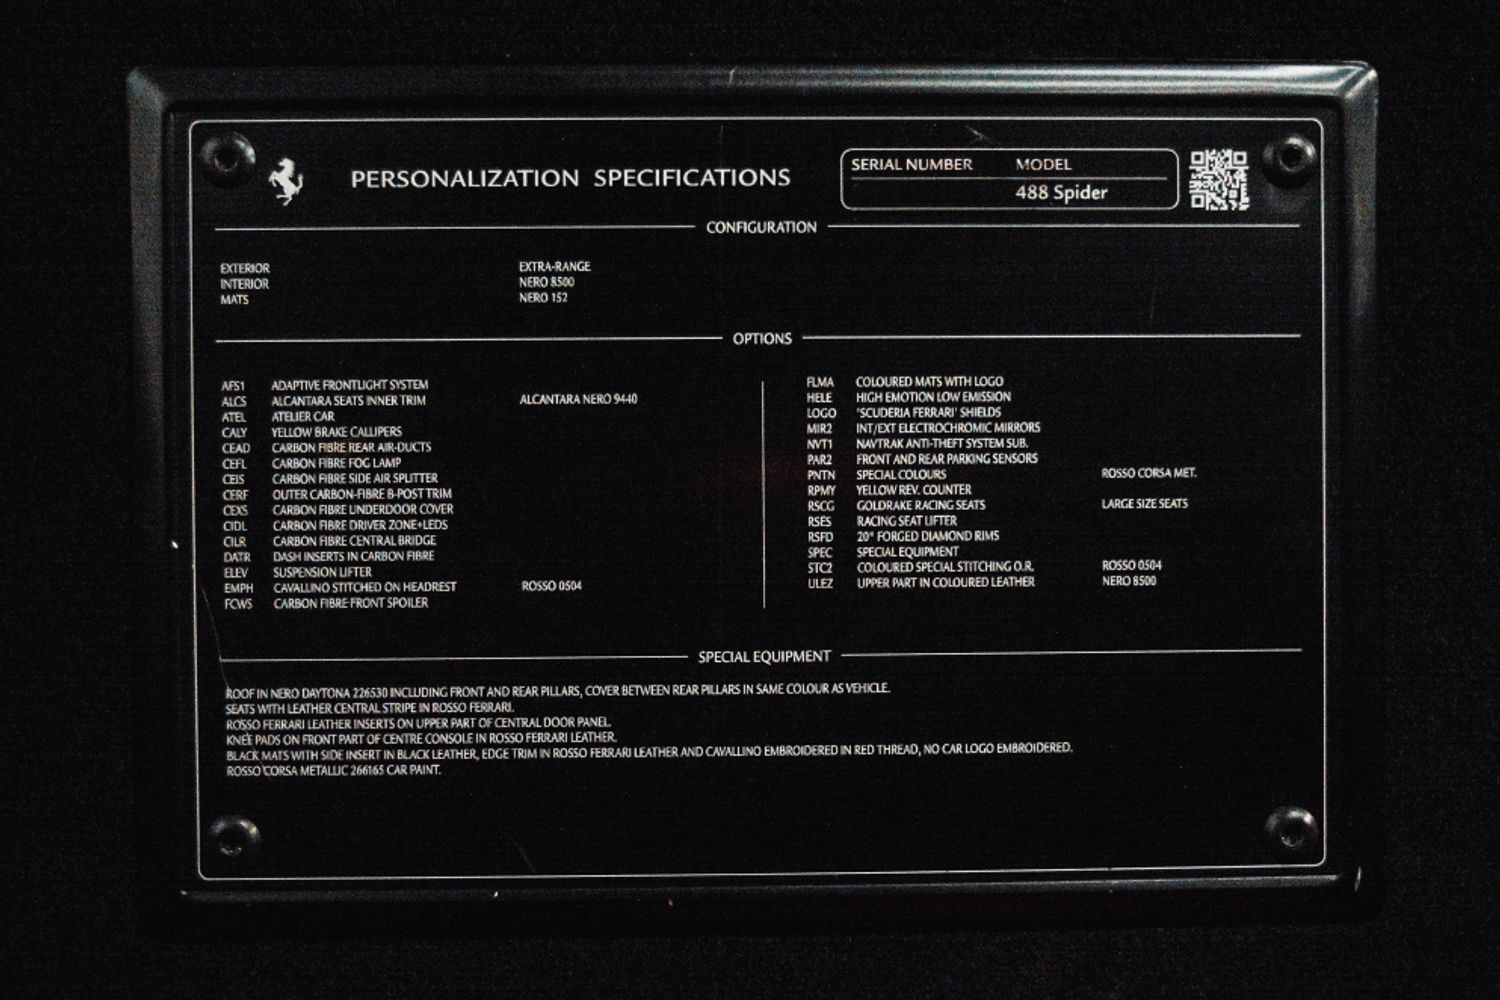 PERSONALIZATION SPECIFICATIONS
SERIAL NUMBER MODEL
488 Spider
CONFIGURATION
EXTERIOR EXTRA-RANGE
INTERIOR NERO 8500
MATS NERO 152
OPTIONS
AFS1 ADAPTIVE FRONTLIGHT SYSTEM
ALCS ALCANTARA SEATS INNER TRIM ALCANTARA NERO 9440
ATEL ATELIER CAR
CALY YELLOW BRAKE CALLIPERS
CEAD CARBON FIBRE REAR AIR-DUCTS
CEFL CARBON FIBRE FOG LAMP
CEIS CARBON FIBRE SIDE AIR SPLITTER
CERF OUTER CARBON-FIBRE B-POST TRIM
CEXS CARBON FIBRE UNDERDOOR COVER
CIDL CARBON FIBRE DRIVER ZONE+LEDS
CILR CARBON FIBRE CENTRAL BRIDGE
DATR DASH INSERTS IN CARBON FIBRE
ELEV SUSPENSION LIFTER
EMPH CAVALLINO STITCHED ON HEADREST ROSSO 0504
FCWS CARBON FIBRE FRONT SPOILER
FLMA COLOURED MATS WITH LOGO
HELE HIGH EMOTION LOW EMISSION
LOGO 'SCUDERIA FERRARI' SHIELDS
MIR2 INT/EXT ELECTROCHROMIC MIRRORS
NVT1 NAVTRAK ANTI-THEFT SYSTEM SUB.
PAR2 FRONT AND REAR PARKING SENSORS
PNTN SPECIAL COLOURS ROSSO CORSA MET.
RPMY YELLOW REV. COUNTER
RSCG GOLDRAKE RACING SEATS LARGE SIZE SEATS
RSES RACING SEAT LIFTER
RSFD 20" FORGED DIAMOND RIMS
SPEC SPECIAL EQUIPMENT
STC2 COLOURED SPECIAL STITCHING O.R. ROSSO 0504
ULEZ UPPER PART IN COLOURED LEATHER NERO 8500
SPECIAL EQUIPMENT
ROOF IN NERO DAYTONA 226530 INCLUDING FRONT AND REAR PILLARS, COVER BETWEEN REAR PILLARS IN SAME COLOUR AS VEHICLE.
SEATS WITH LEATHER CENTRAL STRIPE IN ROSSO FERRARI.
ROSSO FERRARI LEATHER INSERTS ON UPPER PART OF CENTRAL DOOR PANEL.
KNEE PADS ON FRONT PART OF CENTRE CONSOLE IN ROSSO FERRARI LEATHER.
BLACK MATS WITH SIDE INSERT IN BLACK LEATHER, EDGE TRIM IN ROSSO FERRARI LEATHER AND CAVALLINO EMBROIDERED IN RED THREAD, NO CAR LOGO EMBROIDERED.
ROSSO CORSA METALLIC 266165 CAR PAINT.